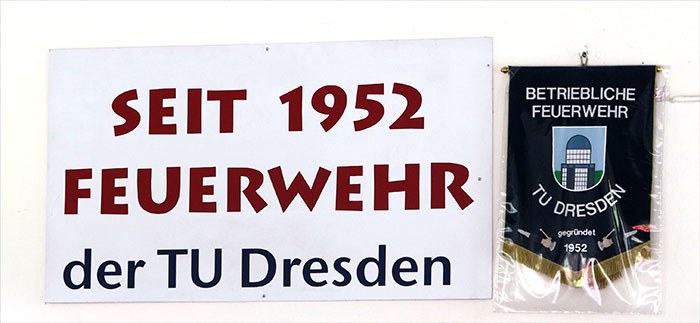 SEIT 1952
FEUERWEHR
der TU Dresden
BETRIEBLICHE
FEUERWEHR
TU DRESDEN
gegründet
1952